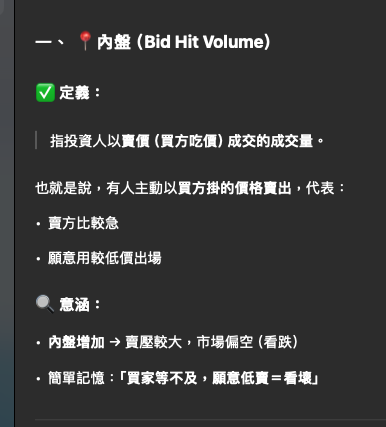 一、📍內盤（Bid Hit Volume）
✅ 定義：
指投資人以賣價（買方吃價）成交的成交量。
也就是說，有人主動以買方掛的價格賣出，代表：
• 賣方比較急
• 願意用較低價出場
🔍 意涵：
• 內盤增加 → 賣壓較大，市場偏空（看跌）
• 簡單記憶：「買家等不及，願意低賣＝看壞」